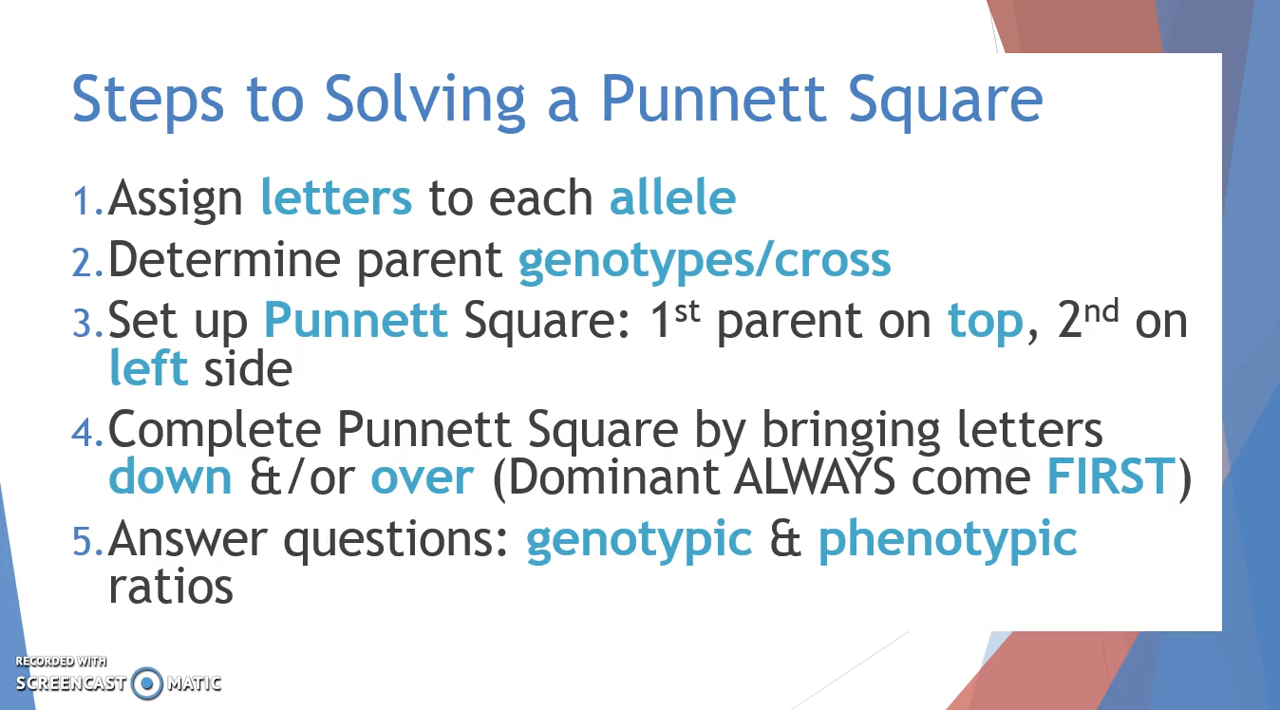 Steps to Solving a Punnett Square
1. Assign letters to each allele
2. Determine parent genotypes/cross
3. Set up Punnett Square: 1st parent on top, 2nd on
left side
4. Complete Punnett Square by bringing letters
down &/or over (Dominant ALWAYS come FIRST)
5. Answer questions: genotypic & phenotypic
ratios
RECORDED WITH
SCREENCAST MATIC